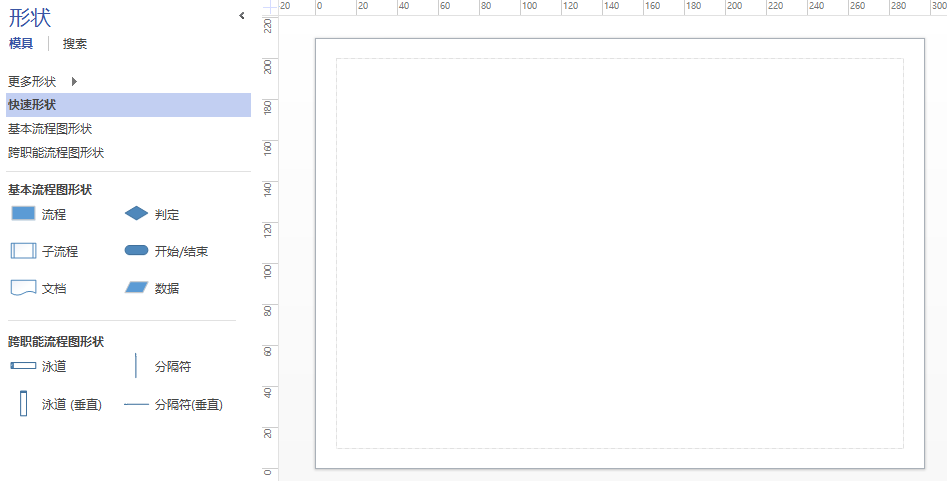 形状
模具 搜索
更多形状
快速形状
基本流程图形状
跨职能流程图形状
基本流程图形状
流程 判定
子流程 开始/结束
文档 数据
跨职能流程图形状
泳道 分隔符
泳道 (垂直) 分隔符(垂直)
20 0 20 40 60 80 100 120 140 160 180 200 220 240 260 280 300
220
200
180
160
140
120
100
80
60
40
20
0